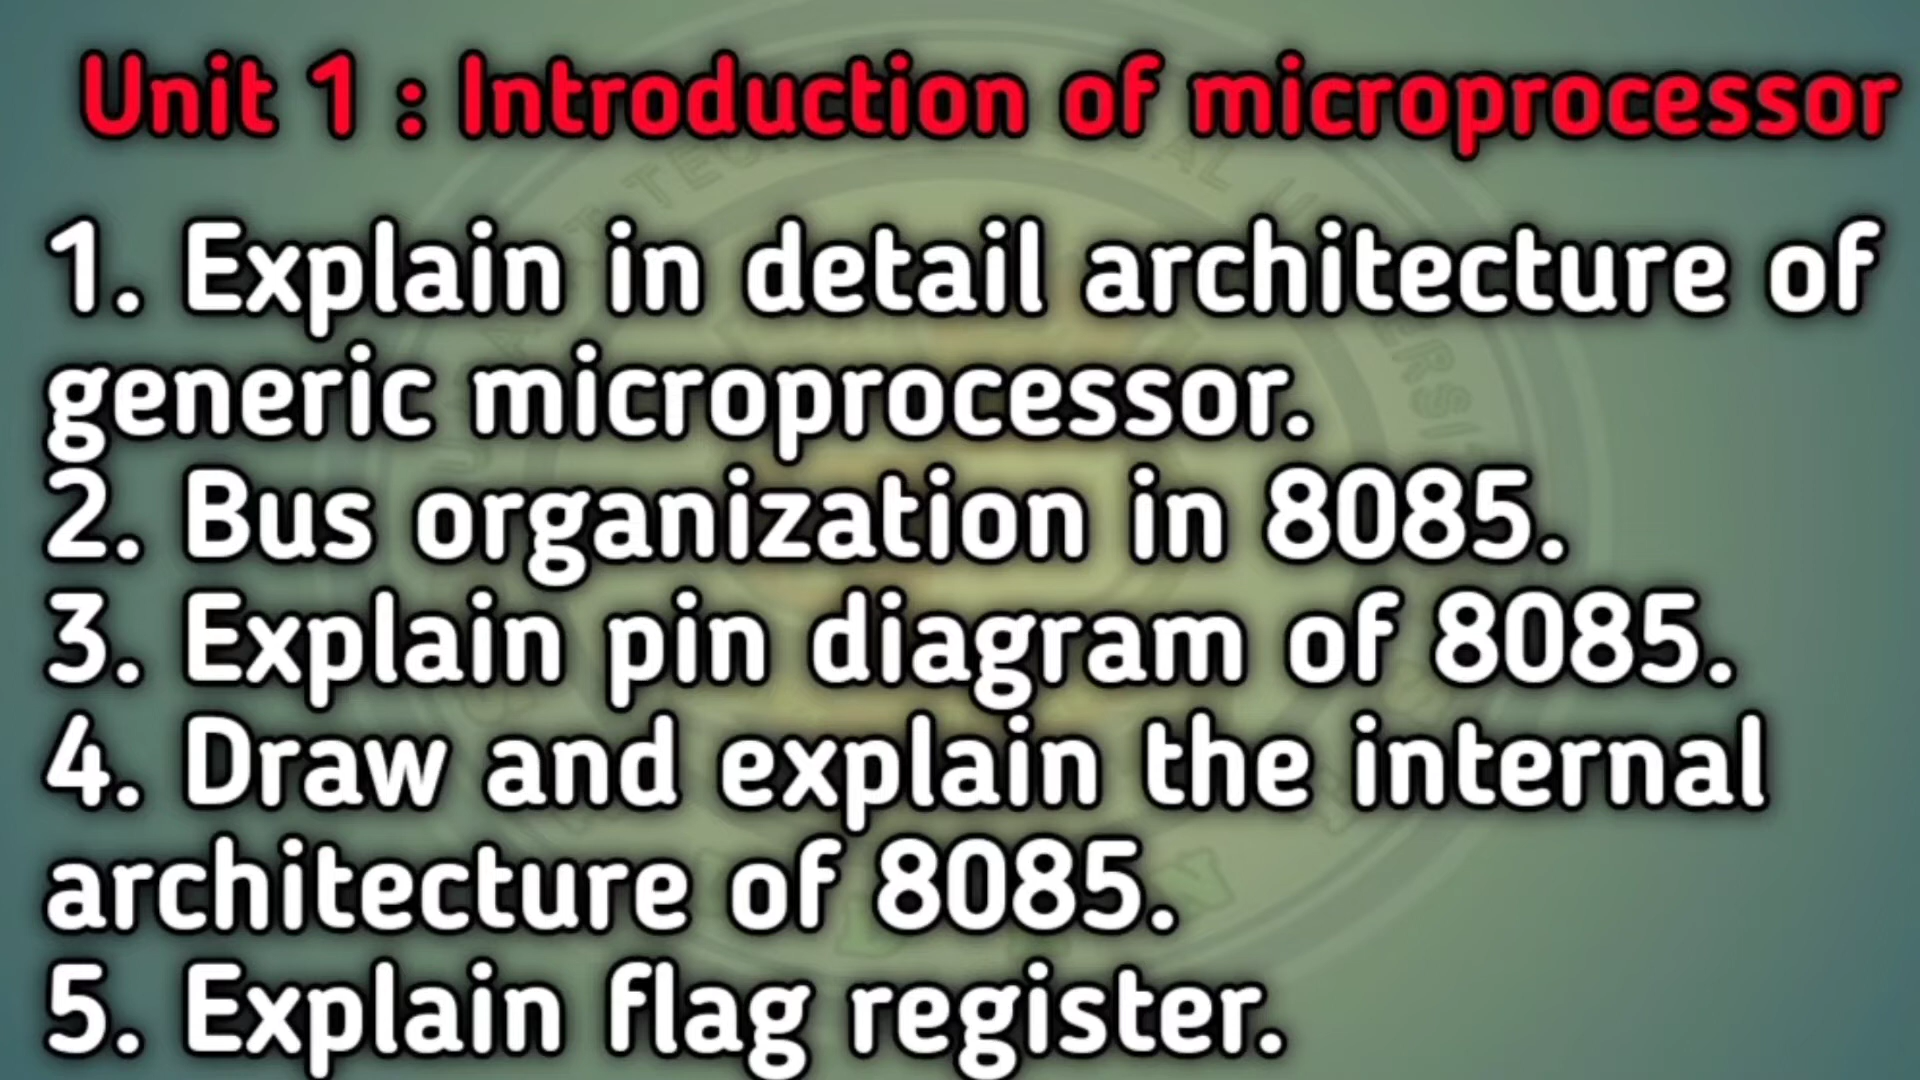 Unit 1 : Introduction of microprocessor
1. Explain in detail architecture of
generic microprocessor.
2. Bus organization in 8085.
3. Explain pin diagram of 8085.
4. Draw and explain the internal
architecture of 8085.
5. Explain flag register.